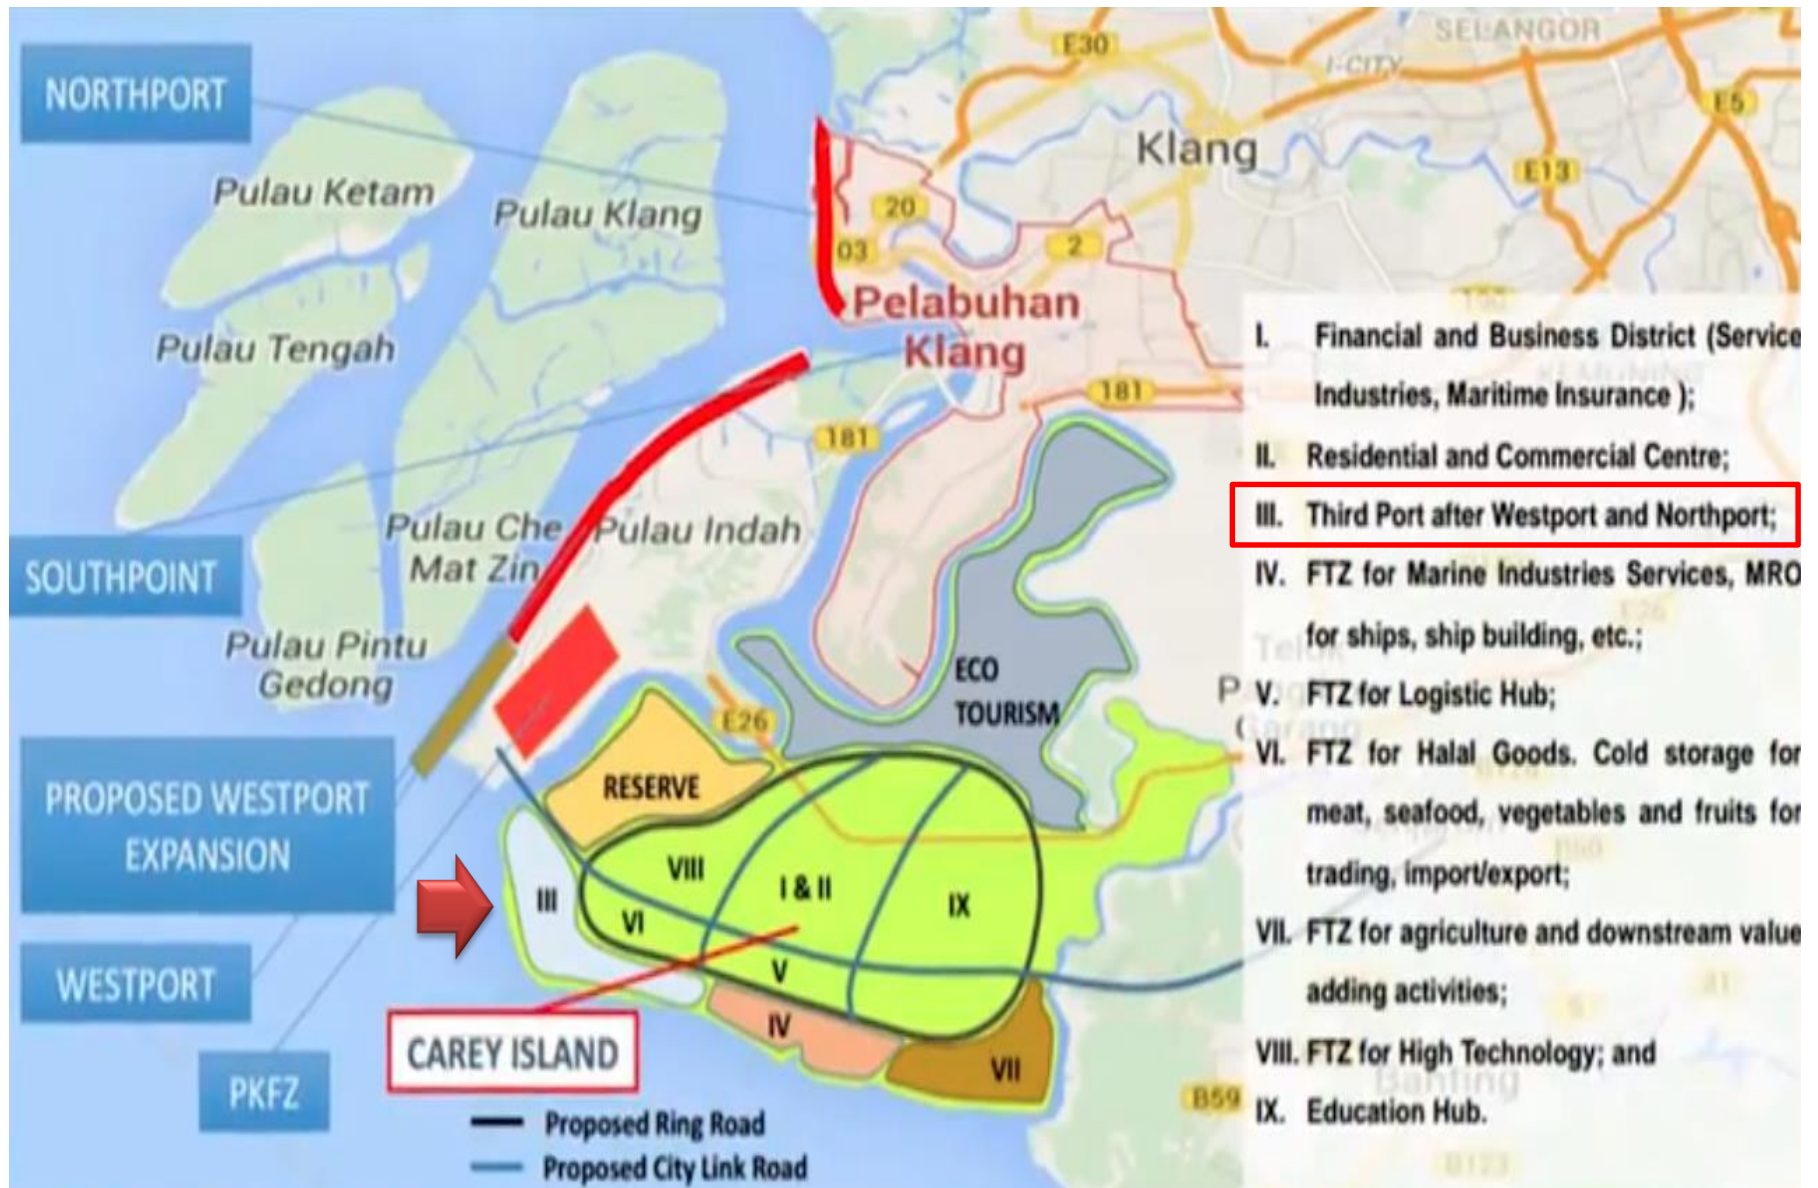 SELANGOR
E30
I-CITY
E5
NORTHPORT
Klang
E13
Pulau Ketam
Pulau Klang
20
2
03
Pelabuhan
Klang
Pulau Tengah
181
181
I. Financial and Business District (Service
Industries, Maritime Insurance );
II. Residential and Commercial Centre;
III. Third Port after Westport and Northport;
IV. FTZ for Marine Industries Services, MRO
for ships, ship building, etc.;
V. FTZ for Logistic Hub;
VI. FTZ for Halal Goods. Cold storage for
meat, seafood, vegetables and fruits for
trading, import/export;
VII. FTZ for agriculture and downstream value
adding activities;
VIII. FTZ for High Technology; and
IX. Education Hub.
Pulau Che
Mat Zin
Pulau Indah
SOUTHPOINT
Pulau Pintu
Gedong
ECO
TOURISM
E26
E26
RESERVE
PROPOSED WESTPORT
EXPANSION
III
VIII
I & II
VI
IX
V
WESTPORT
IV
CAREY ISLAND
VII
PKFZ
B59
Banting
B123
Proposed Ring Road
Proposed City Link Road